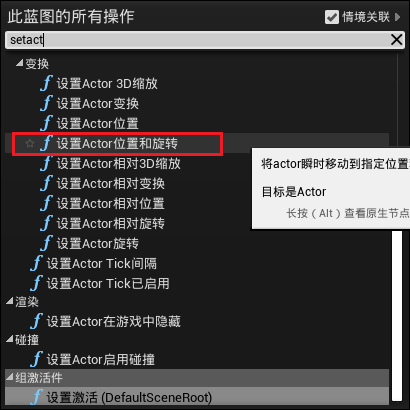 此蓝图的所有操作
情境关联
setact
变换
设置Actor 3D缩放
设置Actor变换
设置Actor位置
设置Actor位置和旋转
设置Actor相对3D缩放
设置Actor相对变换
设置Actor相对位置
设置Actor相对旋转
设置Actor旋转
设置Actor Tick间隔
设置Actor Tick已启用
渲染
设置Actor在游戏中隐藏
碰撞
设置Actor启用碰撞
组激活件
设置激活 (DefaultSceneRoot)
将actor瞬时移动到指定位置
目标是Actor
长按（Alt）查看原生节点